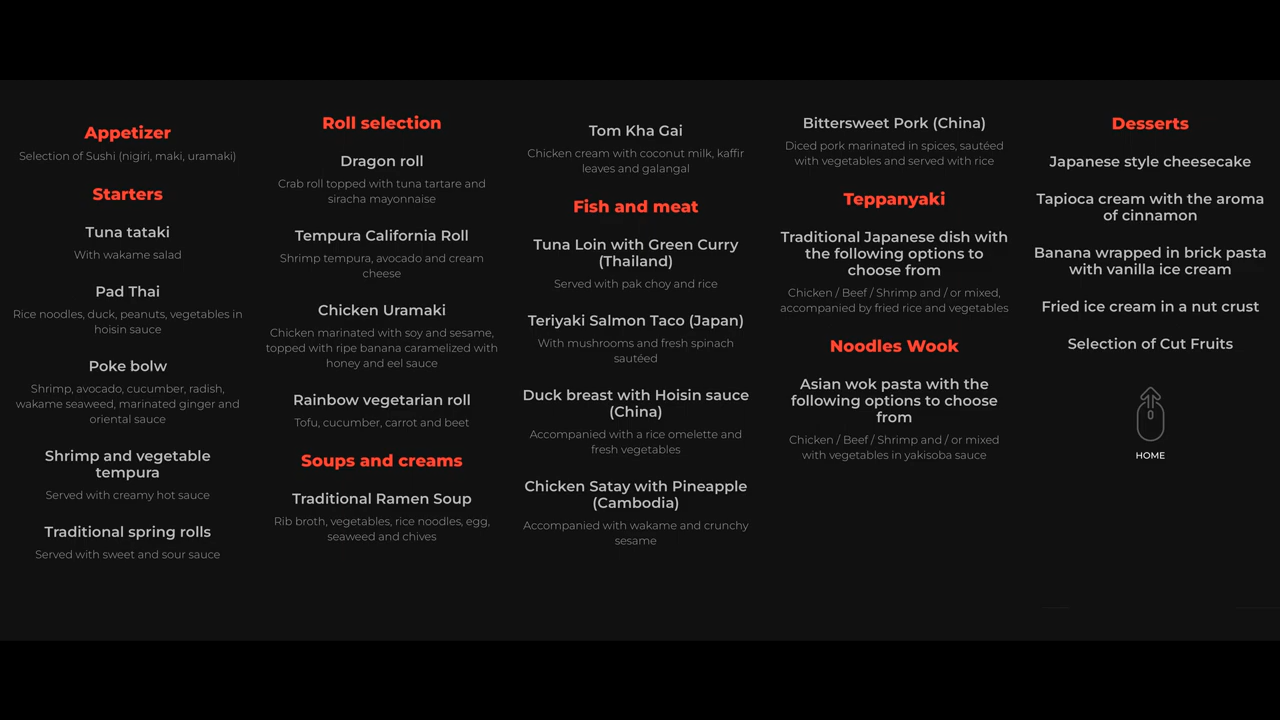 Appetizer
Selection of Sushi (nigiri, maki, uramaki)
Starters
Tuna tataki
With wakame salad
Pad Thai
Rice noodles, duck, peanuts, vegetables in
hoisin sauce
Poke bolw
Shrimp, avocado, cucumber, radish,
wakame seaweed, marinated ginger and
oriental sauce
Shrimp and vegetable
tempura
Served with creamy hot sauce
Traditional spring rolls
Served with sweet and sour sauce
Roll selection
Dragon roll
Crab roll topped with tuna tartare and
siracha mayonnaise
Tempura California Roll
Shrimp tempura, avocado and cream
cheese
Chicken Uramaki
Chicken marinated with soy and sesame,
topped with ripe banana caramelized with
honey and eel sauce
Rainbow vegetarian roll
Tofu, cucumber, carrot and beet
Soups and creams
Traditional Ramen Soup
Rib broth, vegetables, rice noodles, egg,
seaweed and chives
Tom Kha Gai
Chicken cream with coconut milk, kaffir
leaves and galangal
Fish and meat
Tuna Loin with Green Curry
(Thailand)
Served with pak choy and rice
Teriyaki Salmon Taco (Japan)
With mushrooms and fresh spinach
sautéed
Duck breast with Hoisin sauce
(China)
Accompanied with a rice omelette and
fresh vegetables
Chicken Satay with Pineapple
(Cambodia)
Accompanied with wakame and crunchy
sesame
Bittersweet Pork (China)
Diced pork marinated in spices, sautéed
with vegetables and served with rice
Teppanyaki
Traditional Japanese dish with
the following options to
choose from
Chicken / Beef / Shrimp and / or mixed,
accompanied by fried rice and vegetables
Noodles Wook
Asian wok pasta with the
following options to choose
from
Chicken / Beef / Shrimp and / or mixed
with vegetables in yakisoba sauce
Desserts
Japanese style cheesecake
Tapioca cream with the aroma
of cinnamon
Banana wrapped in brick pasta
with vanilla ice cream
Fried ice cream in a nut crust
Selection of Cut Fruits
HOME